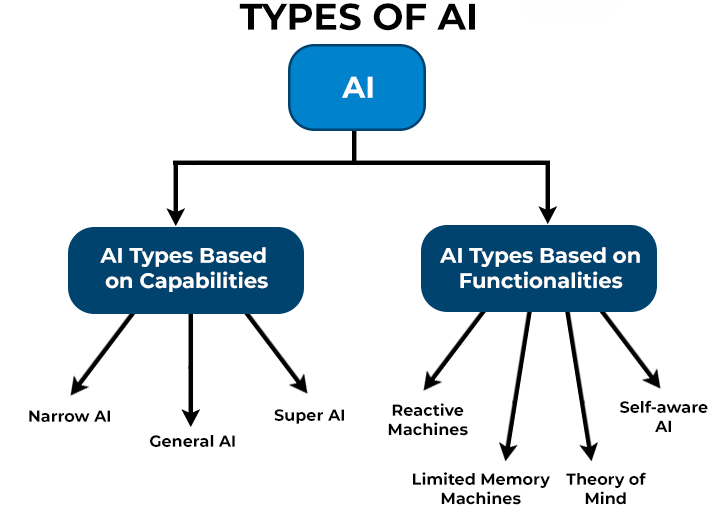 TYPES OF AI
AI
AI Types Based
on Capabilities
AI Types Based on
Functionalities
Narrow AI
General AI
Super AI
Reactive
Machines
Limited Memory
Machines
Theory of
Mind
Self-aware
AI